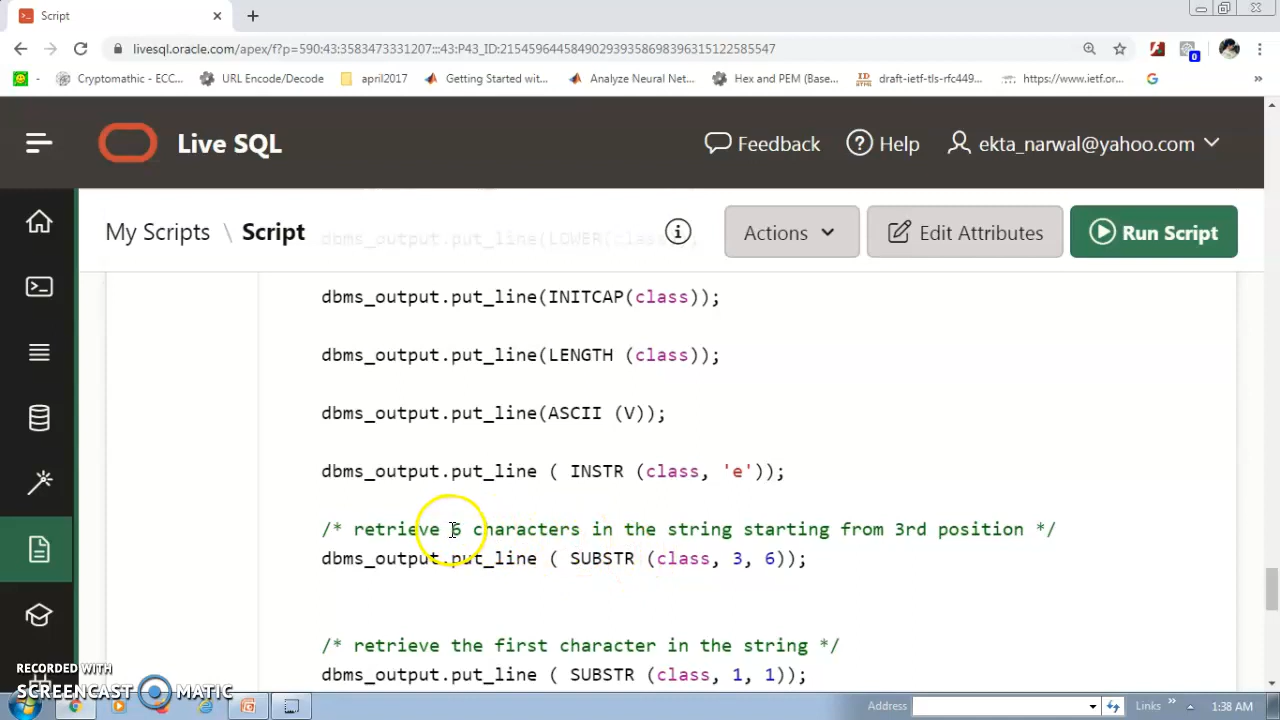 Script
livesql.oracle.com/apex/f?p=590:43:3583473331207:::43:P43_ID:215459644584902939358698396315122585547
Cryptomathic - ECC...
URL Encode/Decode
april2017
Getting Started wit...
Analyze Neural Net...
Hex and PEM (Base...
draft-ietf-tls-rfc449...
https://www.ietf.or...
Live SQL
Feedback
Help
ekta_narwal@yahoo.com
My Scripts \ Script
Actions
Edit Attributes
Run Script
dbms_output.put_line(LOWER(class));
dbms_output.put_line(INITCAP(class));
dbms_output.put_line(LENGTH (class));
dbms_output.put_line(ASCII (V));
dbms_output.put_line ( INSTR (class, 'e'));
/* retrieve 6 characters in the string starting from 3rd position */
dbms_output.put_line ( SUBSTR (class, 3, 6));
/* retrieve the first character in the string */
dbms_output.put_line ( SUBSTR (class, 1, 1));
RECORDED WITH
SCREENCAST MATIC
Address
Links
1:38 AM